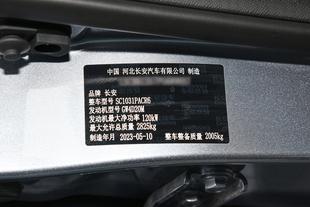 中国 河北长安汽车有限公司 制造
品牌 长安
整车型号 SC1031PACR6
发动机型号 GW4D20M
发动机最大净功率 120kW
最大允许总质量 2825kg
制造年月 2023-05-10 整车整备质量 2005kg